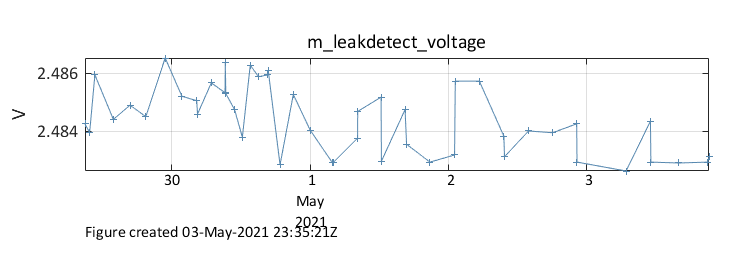 m_leakdetect_voltage
2.486
V
2.484
30 1 2 3
May
2021
Figure created 03-May-2021 23:35:21Z